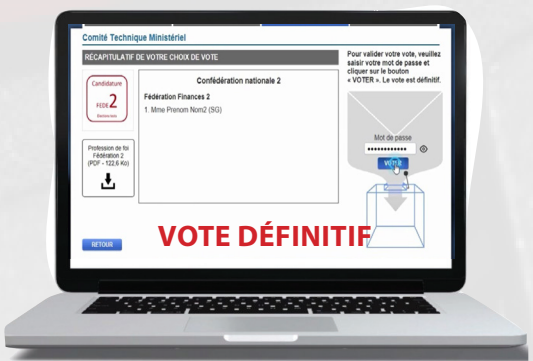 Comité Technique Ministériel
RÉCAPITULATIF DE VOTRE CHOIX DE VOTE
Candidature
FEDE 2
Confédération nationale 2
Fédération Finances 2
1. Mme Prenom Nom2 (SG)
Profession de foi
Fédération 2
(PDF - 122,6 Ko)
Pour valider votre vote, veuillez
saisir votre mot de passe et
cliquer sur le bouton
« VOTER ». Le vote est définitif.
Mot de passe
RETOUR
VOTE DÉFINITIF